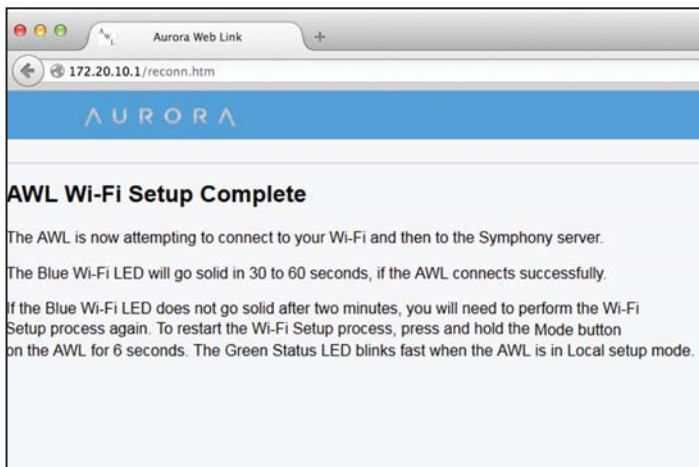 AWL
Aurora Web Link
+
172.20.10.1/reconn.htm
AURORA
AWL Wi-Fi Setup Complete
The AWL is now attempting to connect to your Wi-Fi and then to the Symphony server.
The Blue Wi-Fi LED will go solid in 30 to 60 seconds, if the AWL connects successfully.
If the Blue Wi-Fi LED does not go solid after two minutes, you will need to perform the Wi-Fi
Setup process again. To restart the Wi-Fi Setup process, press and hold the Mode button
on the AWL for 6 seconds. The Green Status LED blinks fast when the AWL is in Local setup mode.